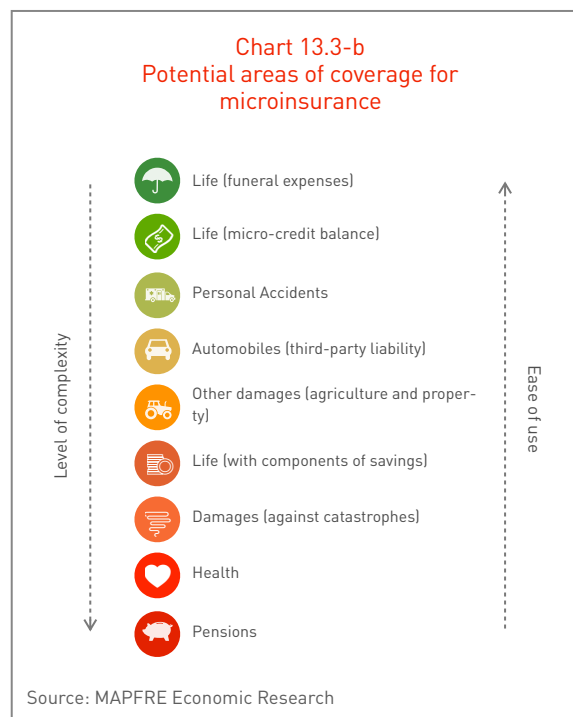 Chart 13.3-b
Potential areas of coverage for
microinsurance
Life (funeral expenses)
Life (micro-credit balance)
Personal Accidents
Automobiles (third-party liability)
Other damages (agriculture and proper-
ty)
Life (with components of savings)
Damages (against catastrophes)
Health
Pensions
Level of complexity
Ease of use
Source: MAPFRE Economic Research